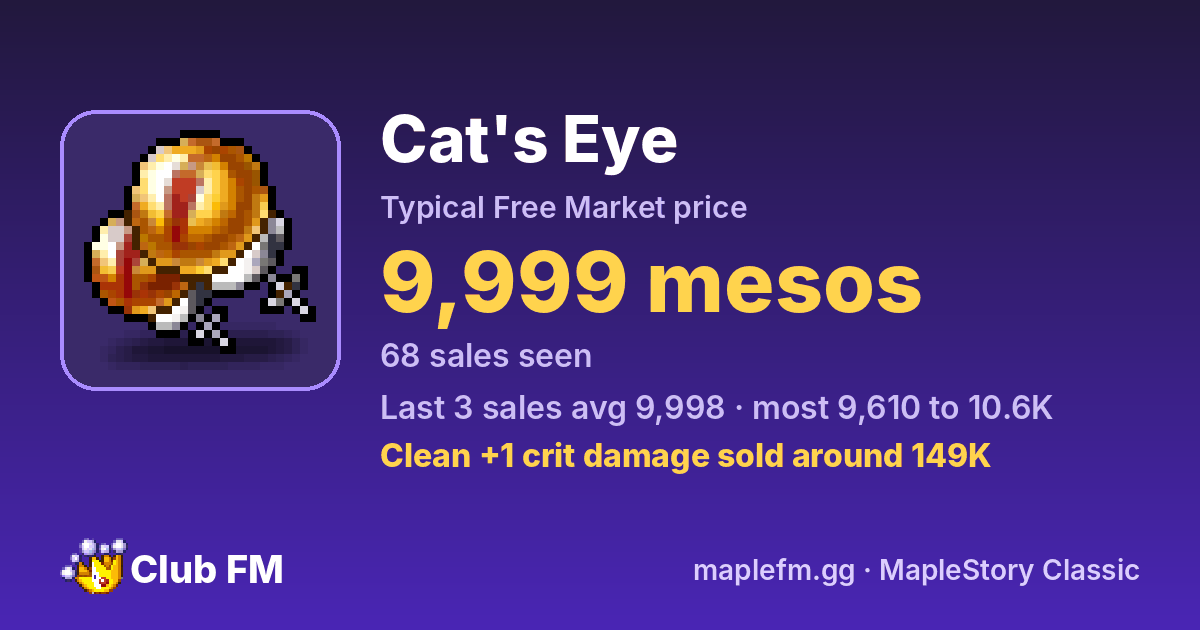 Cat's Eye
Typical Free Market price
9,999 mesos
68 sales seen
Last 3 sales avg 9,998 · most 9,610 to 10.6K
Clean +1 crit damage sold around 149K
Club FM
maplefm.gg · MapleStory Classic